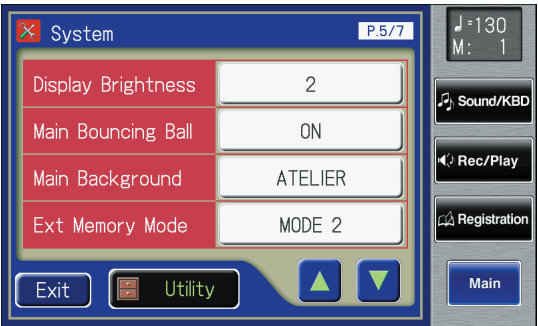 System
P.5/7
Display Brightness 2
Main Bouncing Ball ON
Main Background ATELIER
Ext Memory Mode MODE 2
Exit
Utility
♩=130
M: 1
Sound/KBD
Rec/Play
Registration
Main